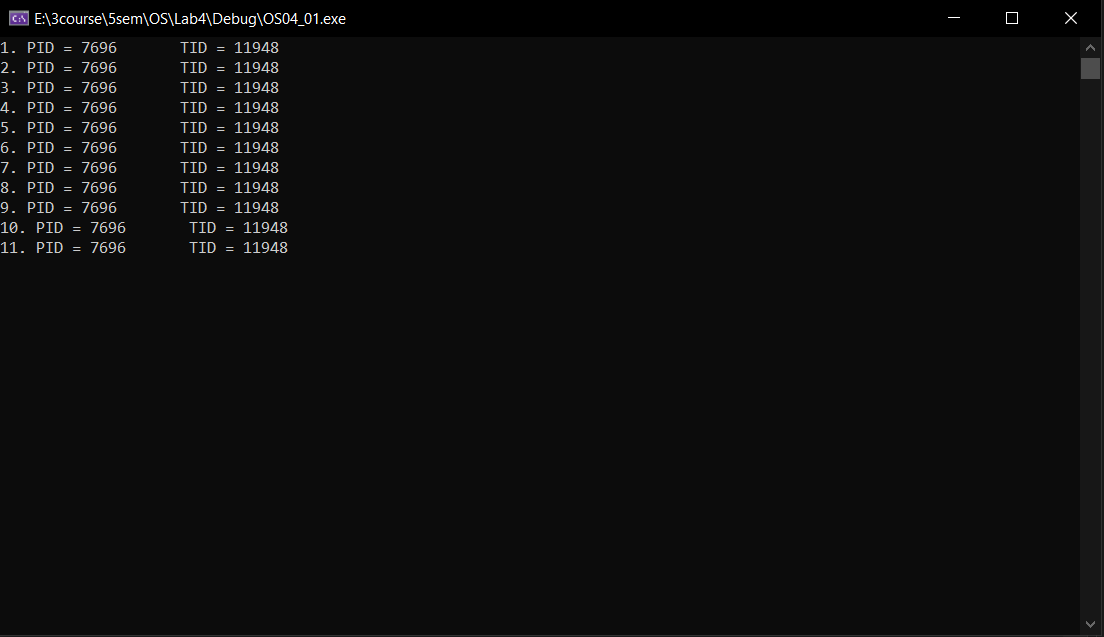 E:\3course\5sem\OS\Lab4\Debug\OS04_01.exe
1. PID = 7696       TID = 11948
2. PID = 7696       TID = 11948
3. PID = 7696       TID = 11948
4. PID = 7696       TID = 11948
5. PID = 7696       TID = 11948
6. PID = 7696       TID = 11948
7. PID = 7696       TID = 11948
8. PID = 7696       TID = 11948
9. PID = 7696       TID = 11948
10. PID = 7696       TID = 11948
11. PID = 7696       TID = 11948